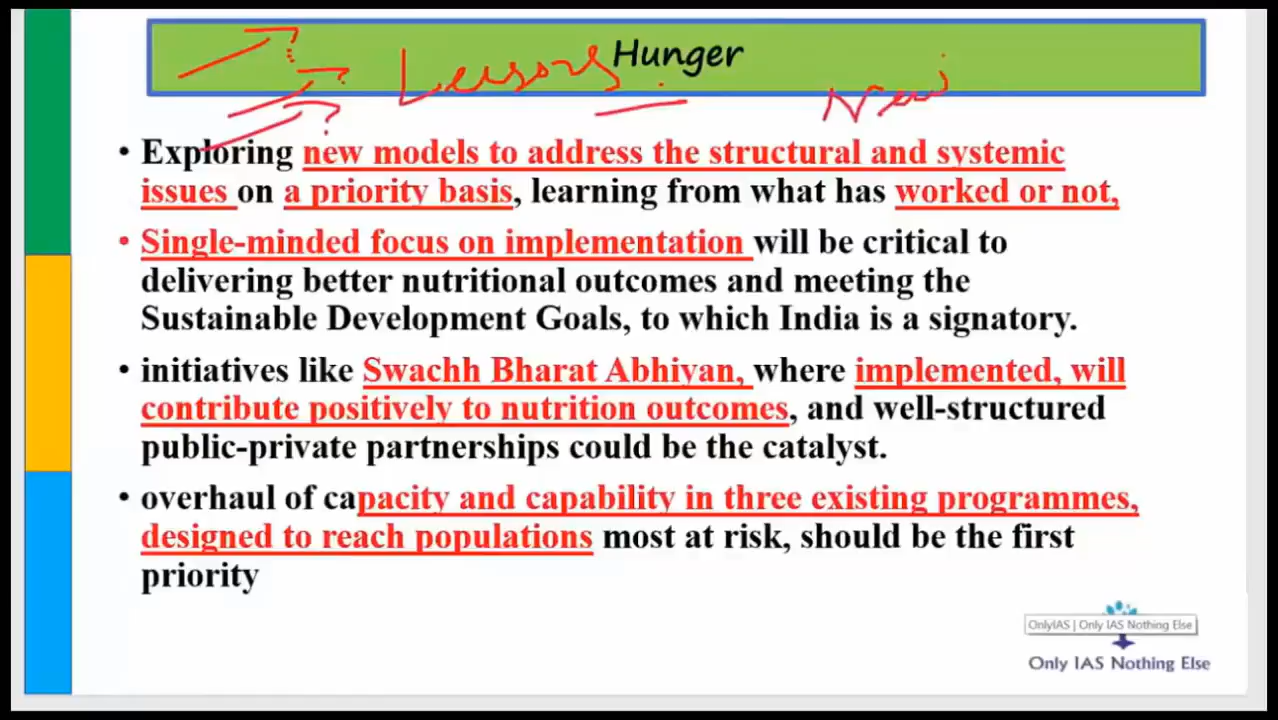 Hunger
Lessons
New
• Exploring new models to address the structural and systemic
issues on a priority basis, learning from what has worked or not,
• Single-minded focus on implementation will be critical to
delivering better nutritional outcomes and meeting the
Sustainable Development Goals, to which India is a signatory.
• initiatives like Swachh Bharat Abhiyan, where implemented, will
contribute positively to nutrition outcomes, and well-structured
public-private partnerships could be the catalyst.
• overhaul of capacity and capability in three existing programmes,
designed to reach populations most at risk, should be the first
priority
OnlyIAS | Only IAS Nothing Else
Only IAS Nothing Else